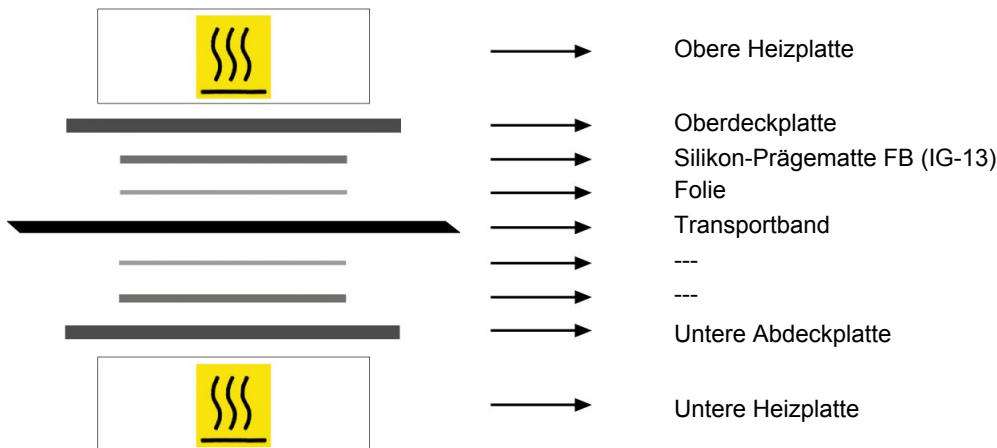 Obere Heizplatte
Oberdeckplatte
Silikon-Prägematte FB (IG-13)
Folie
Transportband
---
---
Untere Abdeckplatte
Untere Heizplatte